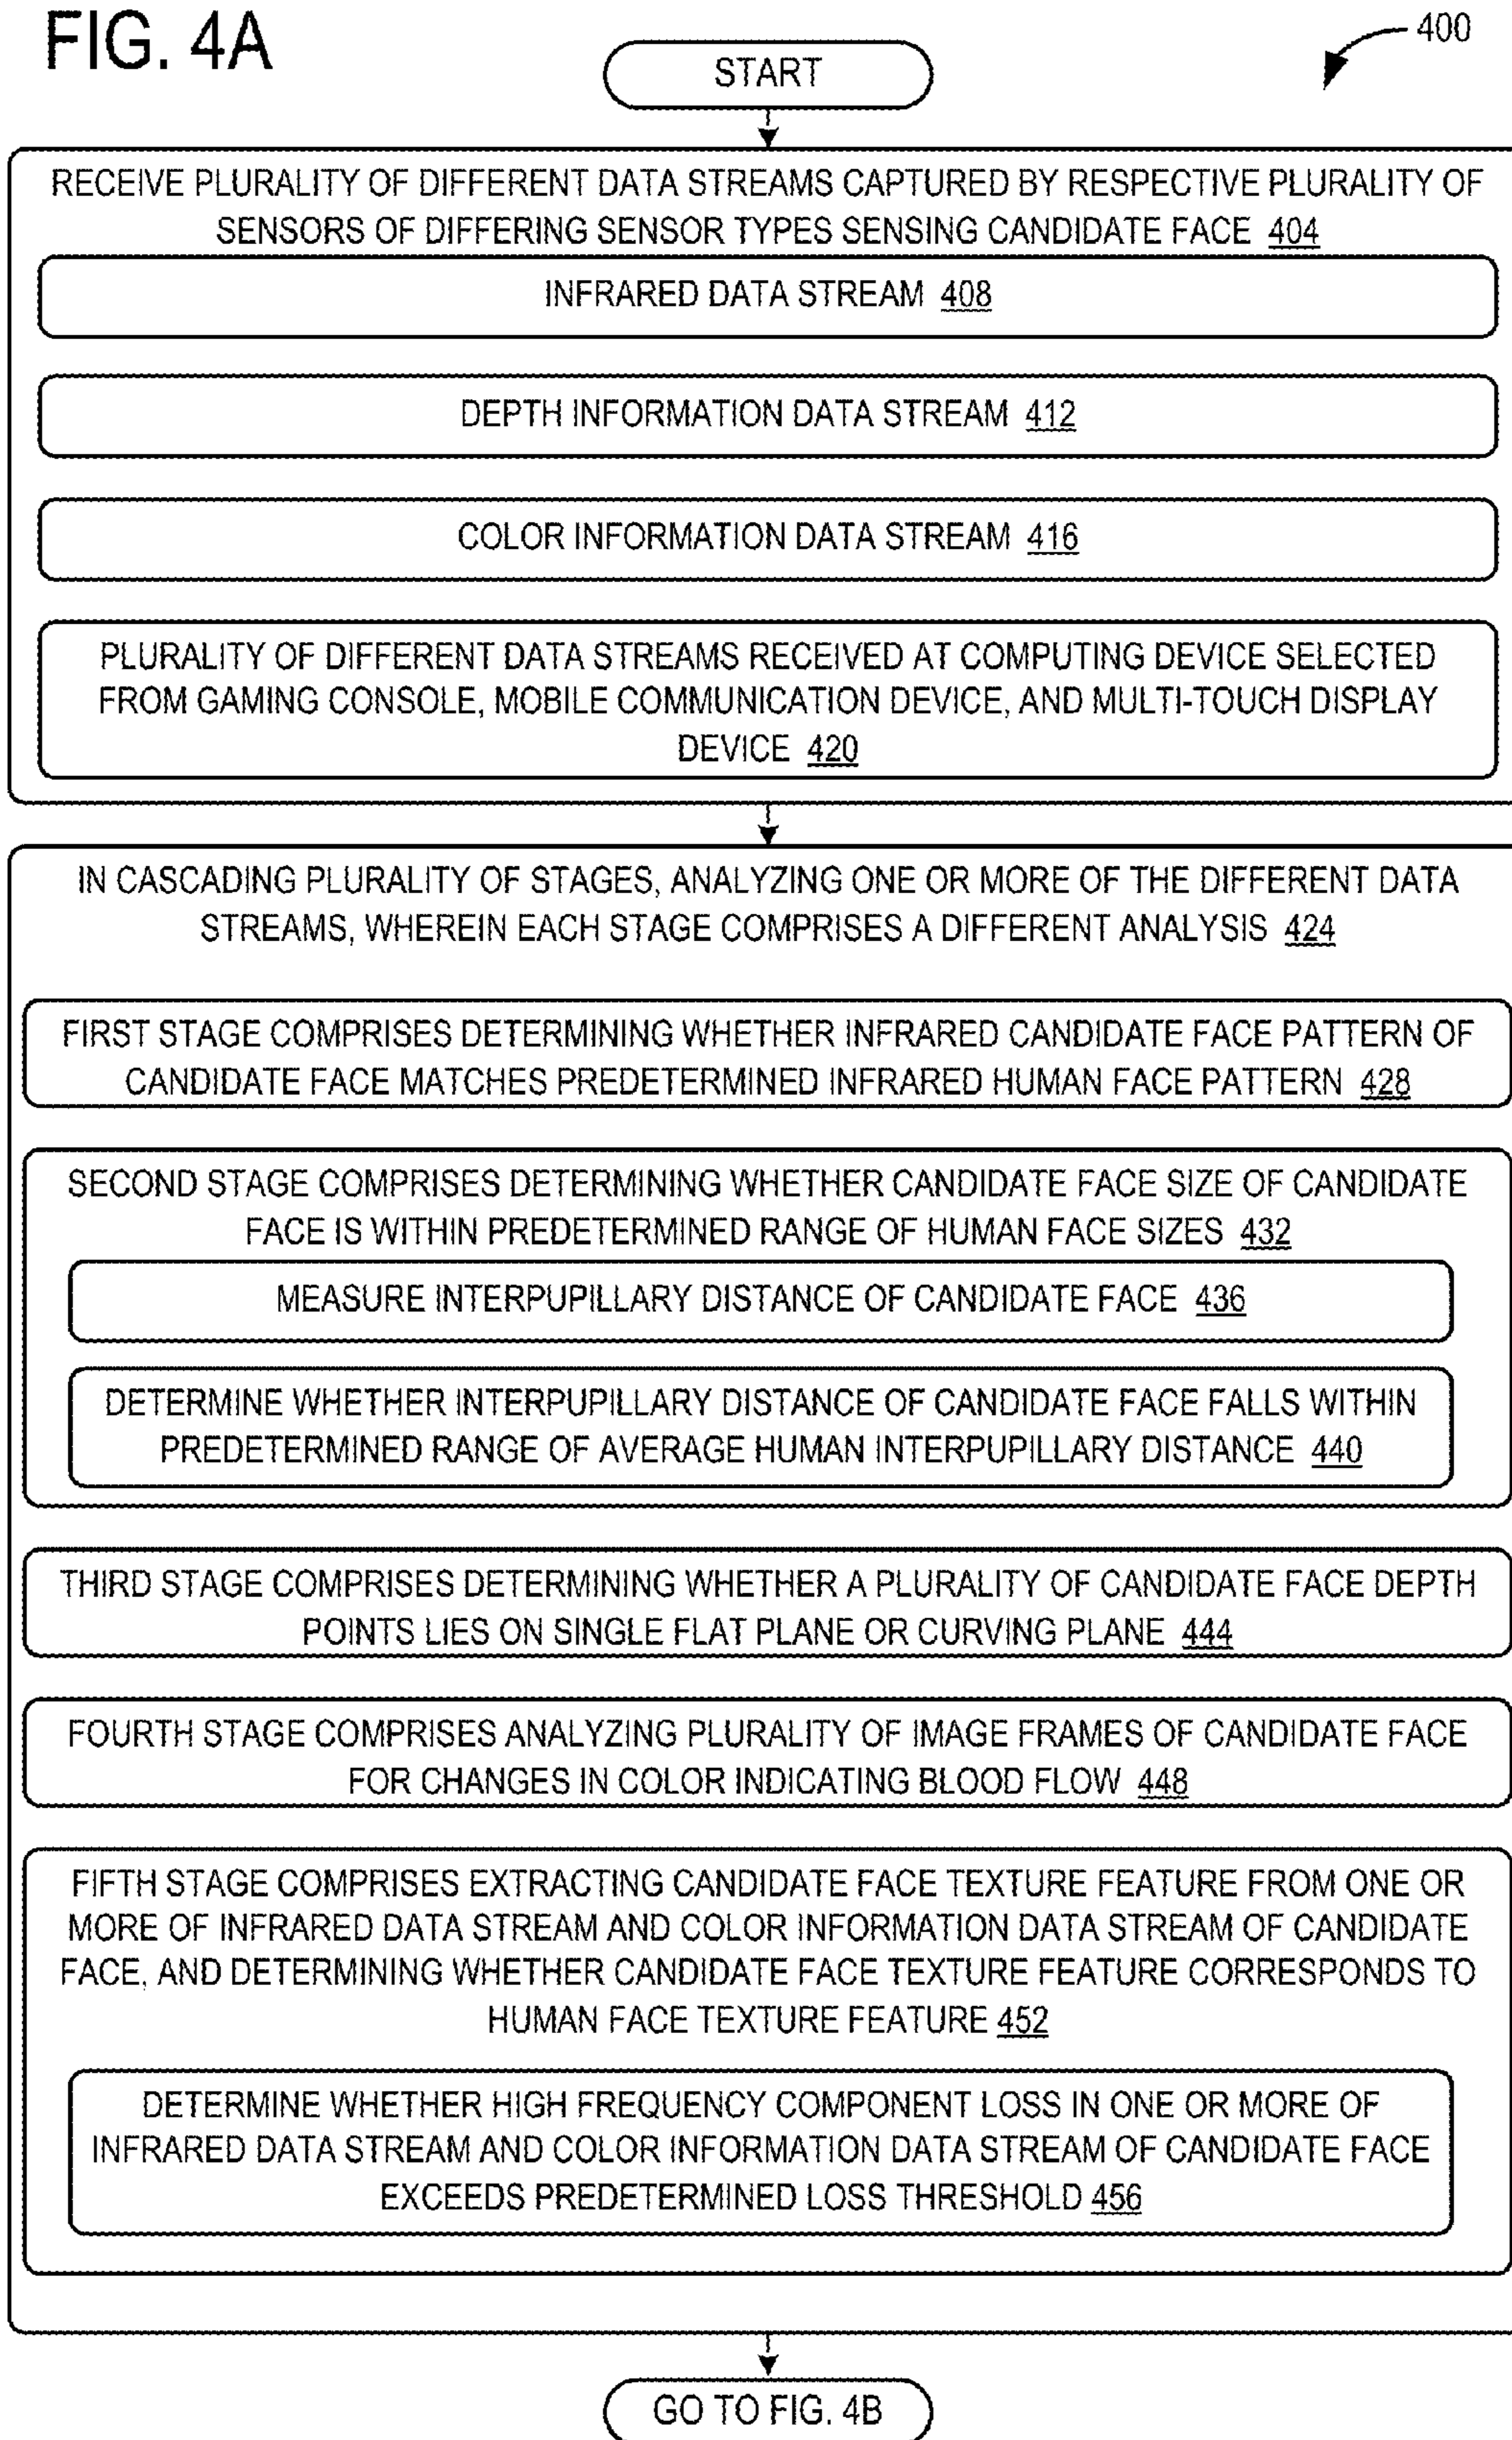 FIG. 4A
400
START
RECEIVE PLURALITY OF DIFFERENT DATA STREAMS CAPTURED BY RESPECTIVE PLURALITY OF
SENSORS OF DIFFERING SENSOR TYPES SENSING CANDIDATE FACE 404
INFRARED DATA STREAM 408
DEPTH INFORMATION DATA STREAM 412
COLOR INFORMATION DATA STREAM 416
PLURALITY OF DIFFERENT DATA STREAMS RECEIVED AT COMPUTING DEVICE SELECTED
FROM GAMING CONSOLE, MOBILE COMMUNICATION DEVICE, AND MULTI-TOUCH DISPLAY
DEVICE 420
IN CASCADING PLURALITY OF STAGES, ANALYZING ONE OR MORE OF THE DIFFERENT DATA
STREAMS, WHEREIN EACH STAGE COMPRISES A DIFFERENT ANALYSIS 424
FIRST STAGE COMPRISES DETERMINING WHETHER INFRARED CANDIDATE FACE PATTERN OF
CANDIDATE FACE MATCHES PREDETERMINED INFRARED HUMAN FACE PATTERN 428
SECOND STAGE COMPRISES DETERMINING WHETHER CANDIDATE FACE SIZE OF CANDIDATE
FACE IS WITHIN PREDETERMINED RANGE OF HUMAN FACE SIZES 432
MEASURE INTERPUPILLARY DISTANCE OF CANDIDATE FACE 436
DETERMINE WHETHER INTERPUPILLARY DISTANCE OF CANDIDATE FACE FALLS WITHIN
PREDETERMINED RANGE OF AVERAGE HUMAN INTERPUPILLARY DISTANCE 440
THIRD STAGE COMPRISES DETERMINING WHETHER A PLURALITY OF CANDIDATE FACE DEPTH
POINTS LIES ON SINGLE FLAT PLANE OR CURVING PLANE 444
FOURTH STAGE COMPRISES ANALYZING PLURALITY OF IMAGE FRAMES OF CANDIDATE FACE
FOR CHANGES IN COLOR INDICATING BLOOD FLOW 448
FIFTH STAGE COMPRISES EXTRACTING CANDIDATE FACE TEXTURE FEATURE FROM ONE OR
MORE OF INFRARED DATA STREAM AND COLOR INFORMATION DATA STREAM OF CANDIDATE
FACE, AND DETERMINING WHETHER CANDIDATE FACE TEXTURE FEATURE CORRESPONDS TO
HUMAN FACE TEXTURE FEATURE 452
DETERMINE WHETHER HIGH FREQUENCY COMPONENT LOSS IN ONE OR MORE OF
INFRARED DATA STREAM AND COLOR INFORMATION DATA STREAM OF CANDIDATE FACE
EXCEEDS PREDETERMINED LOSS THRESHOLD 456
GO TO FIG. 4B